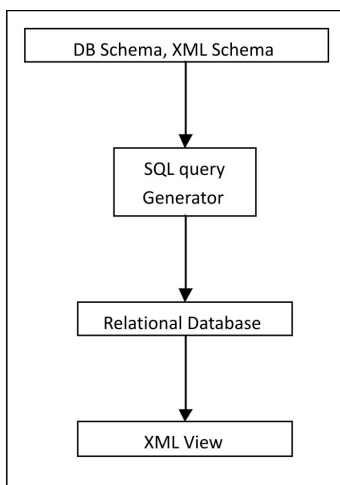 DB Schema, XML Schema
SQL query
Generator
Relational Database
XML View